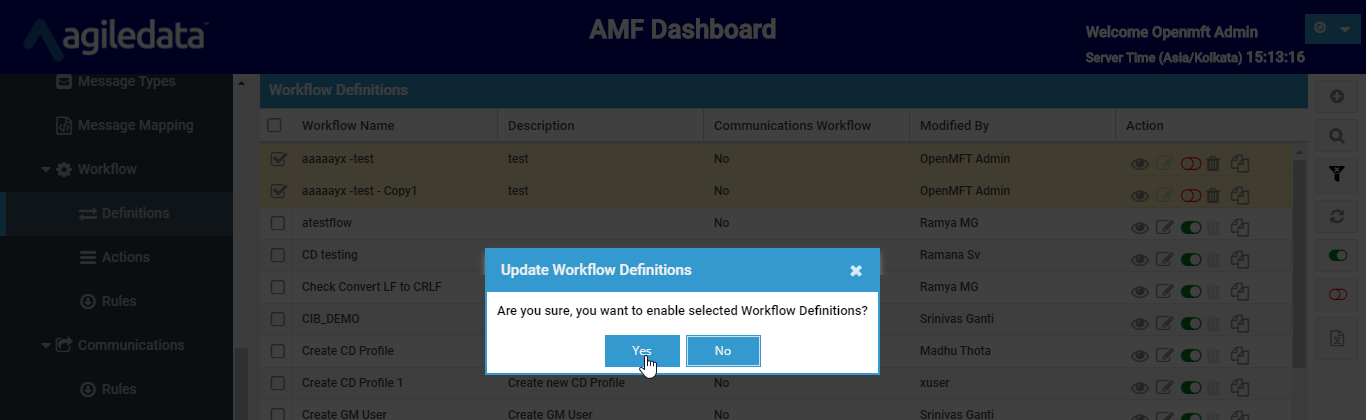 agiledata™
AMF Dashboard
Welcome Openmft Admin
Server Time (Asia/Kolkata) 15:13:16
Message Types
Message Mapping
Workflow
Definitions
Actions
Rules
Communications
Rules
Workflow Definitions
Workflow Name Description Communications Workflow Modified By Action
aaaaayx -test test No OpenMFT Admin
aaaaayx -test - Copy1 test No OpenMFT Admin
atestflow No Ramya MG
CD testing Ramana Sv
Check Convert LF to CRLF Ramya MG
CIB_DEMO Srinivas Ganti
Create CD Profile Madhu Thota
Create CD Profile 1 Create new CD Profile No xuser
Create GM User Create GM User No Srinivas Ganti
Update Workflow Definitions
Are you sure, you want to enable selected Workflow Definitions?
Yes No